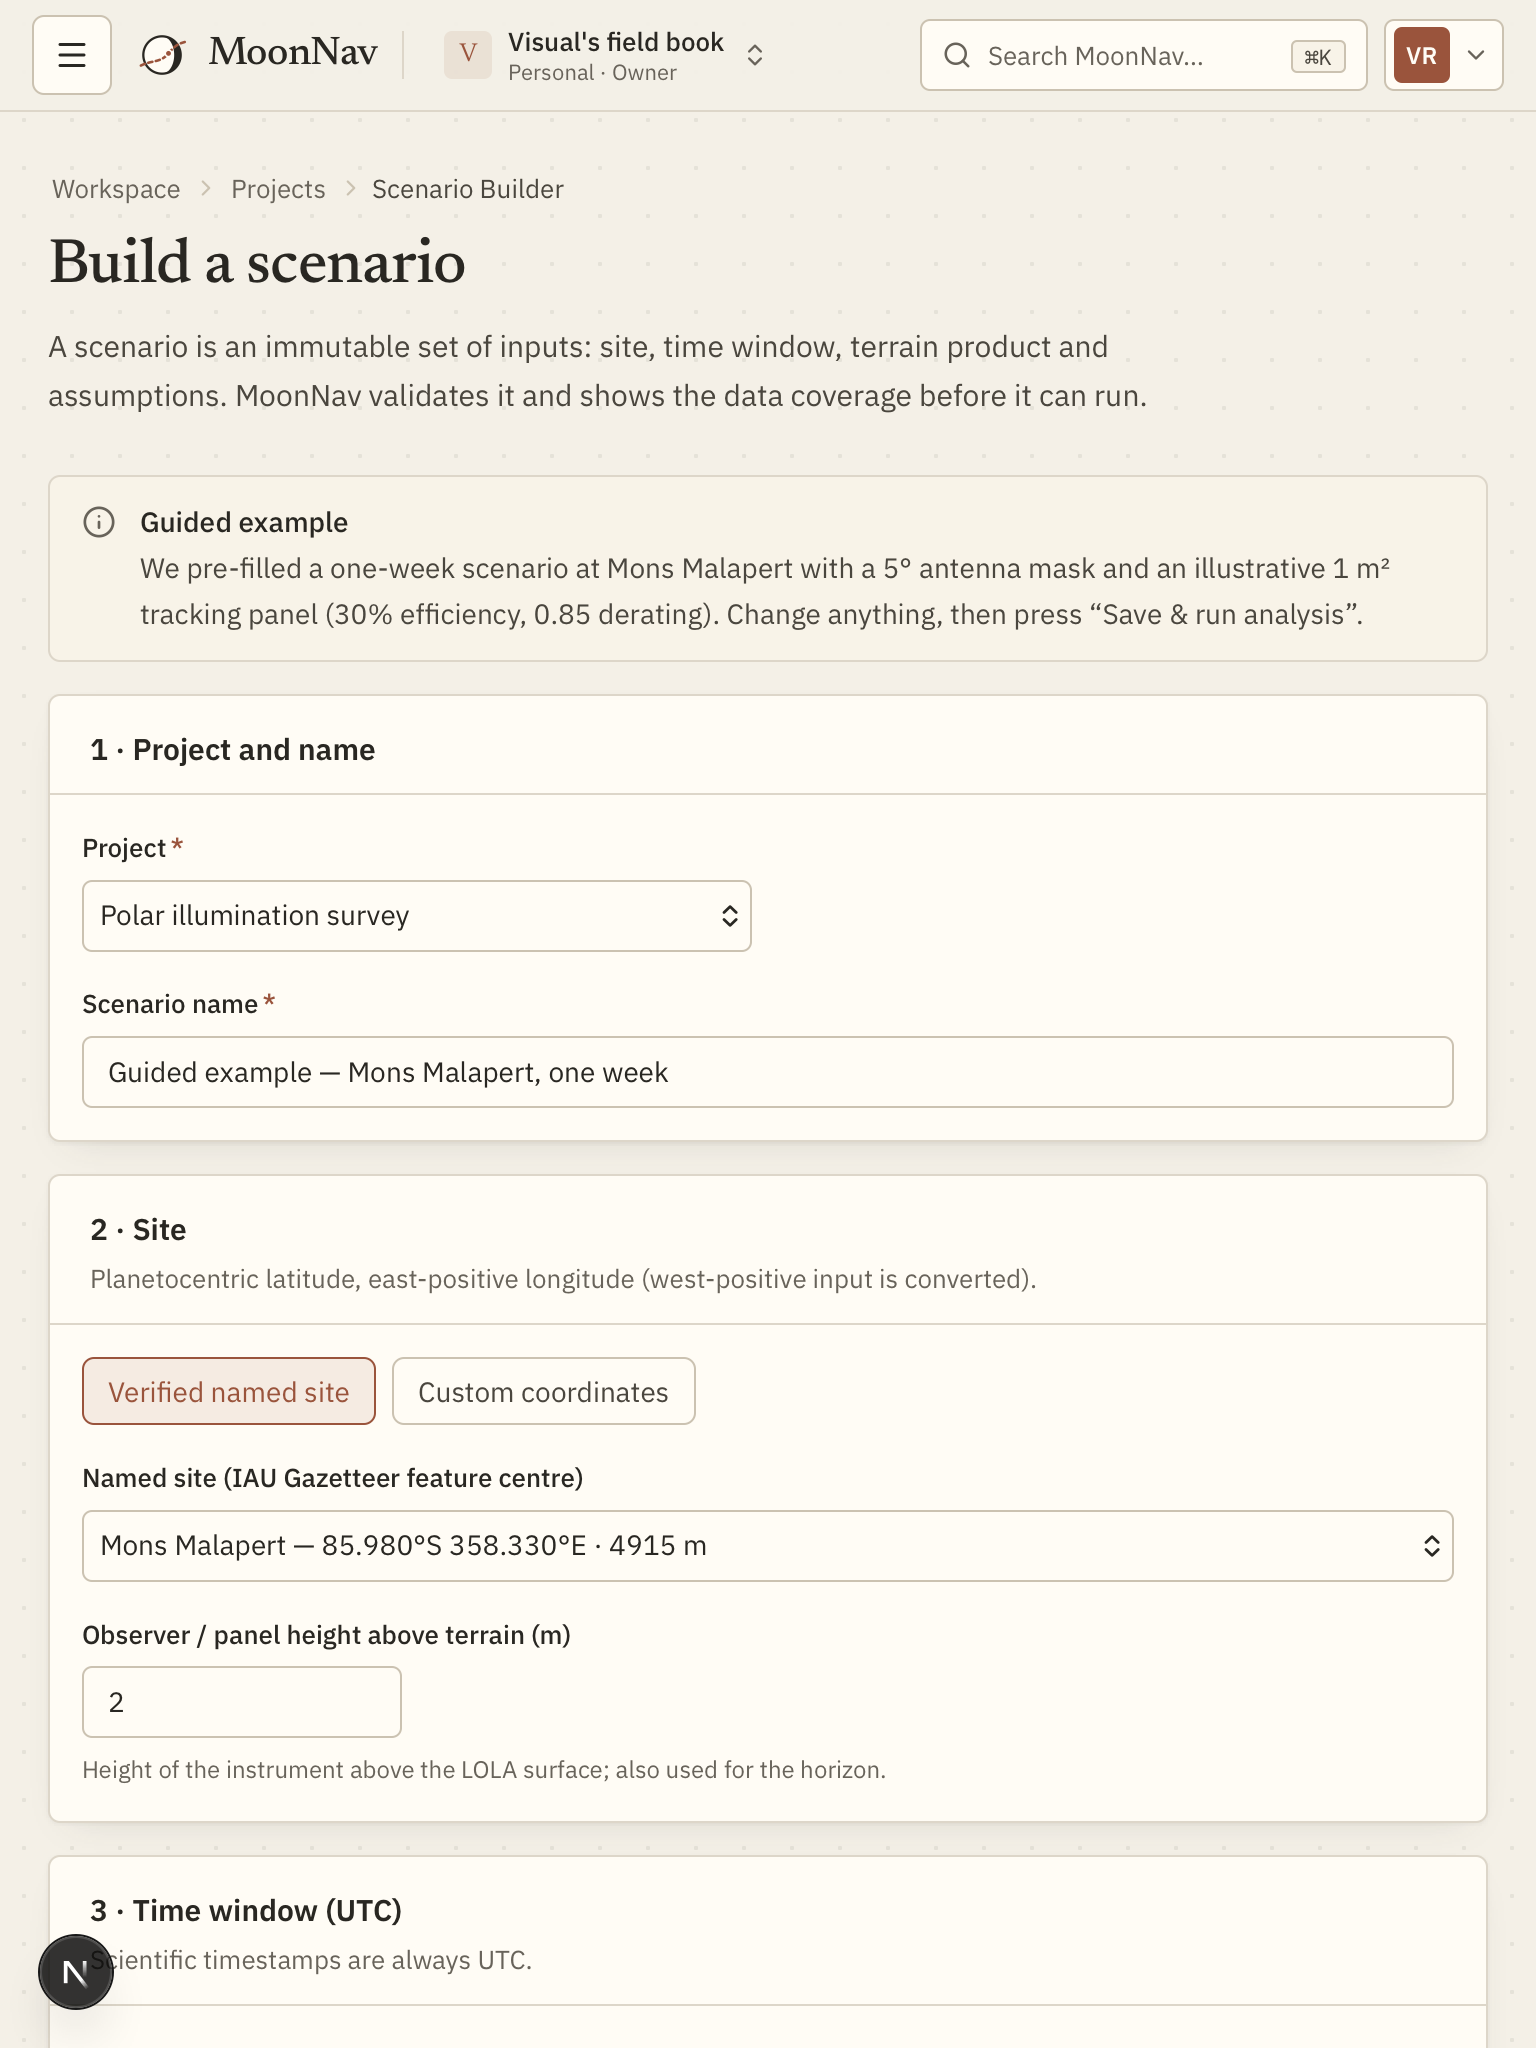 MoonNav
V
Visual's field book
Personal · Owner
Search MoonNav...
⌘K
VR
Workspace
Projects
Scenario Builder
Build a scenario
A scenario is an immutable set of inputs: site, time window, terrain product and
assumptions. MoonNav validates it and shows the data coverage before it can run.
Guided example
We pre-filled a one-week scenario at Mons Malapert with a 5° antenna mask and an illustrative 1 m²
tracking panel (30% efficiency, 0.85 derating). Change anything, then press “Save & run analysis”.
1 · Project and name
Project *
Polar illumination survey
Scenario name *
Guided example — Mons Malapert, one week
2 · Site
Planetocentric latitude, east-positive longitude (west-positive input is converted).
Verified named site
Custom coordinates
Named site (IAU Gazetteer feature centre)
Mons Malapert — 85.980°S 358.330°E · 4915 m
Observer / panel height above terrain (m)
2
Height of the instrument above the LOLA surface; also used for the horizon.
3 · Time window (UTC)
Scientific timestamps are always UTC.
N